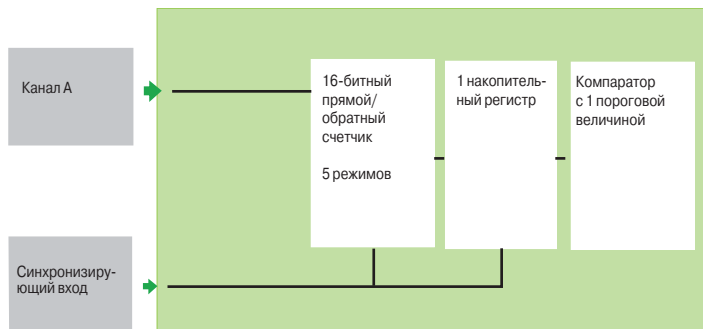 Канал А
16-битный
прямой/
обратный
счетчик
5 режимов
1 накопитель-
ный регистр
Компаратор
с 1 пороговой
величиной
Синхронизиру-
ющий вход